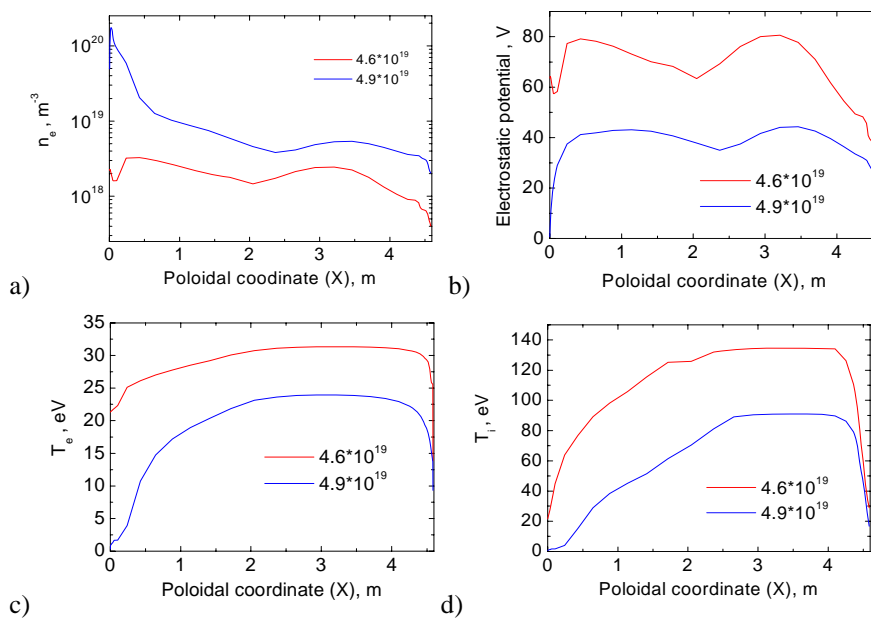 10^20
10^19
10^18
n_e , m^-3
4.6*10^19
4.9*10^19
0 1 2 3 4
Poloidal coodinate (X), m
a)
80
60
40
20
0
Electrostatic potential , V
4.6*10^19
4.9*10^19
0 1 2 3 4
Poloidal coordinate (X), m
b)
35
30
25
20
15
10
5
0
T_e , eV
4.6*10^19
4.9*10^19
0 1 2 3 4
Poloidal coordinate (X), m
c)
140
120
100
80
60
40
20
0
T_i , eV
4.6*10^19
4.9*10^19
0 1 2 3 4
Poloidal coordinate (X), m
d)